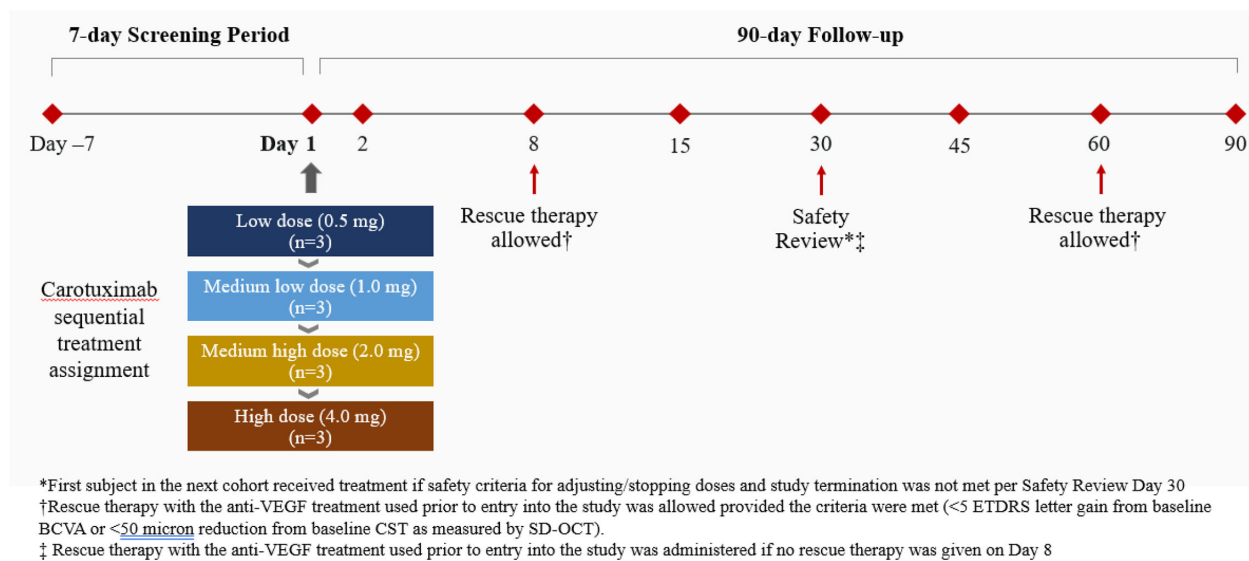 7-day Screening Period
90-day Follow-up
Day –7
Day 1
2
8
15
30
45
60
90
Rescue therapy
allowed†
Safety
Review*‡
Rescue therapy
allowed†
Low dose (0.5 mg)
(n=3)
Medium low dose (1.0 mg)
(n=3)
Medium high dose (2.0 mg)
(n=3)
High dose (4.0 mg)
(n=3)
Carotuximab
sequential
treatment
assignment
*First subject in the next cohort received treatment if safety criteria for adjusting/stopping doses and study termination was not met per Safety Review Day 30
†Rescue therapy with the anti-VEGF treatment used prior to entry into the study was allowed provided the criteria were met (<5 ETDRS letter gain from baseline
BCVA or <50 micron reduction from baseline CST as measured by SD-OCT).
‡ Rescue therapy with the anti-VEGF treatment used prior to entry into the study was administered if no rescue therapy was given on Day 8